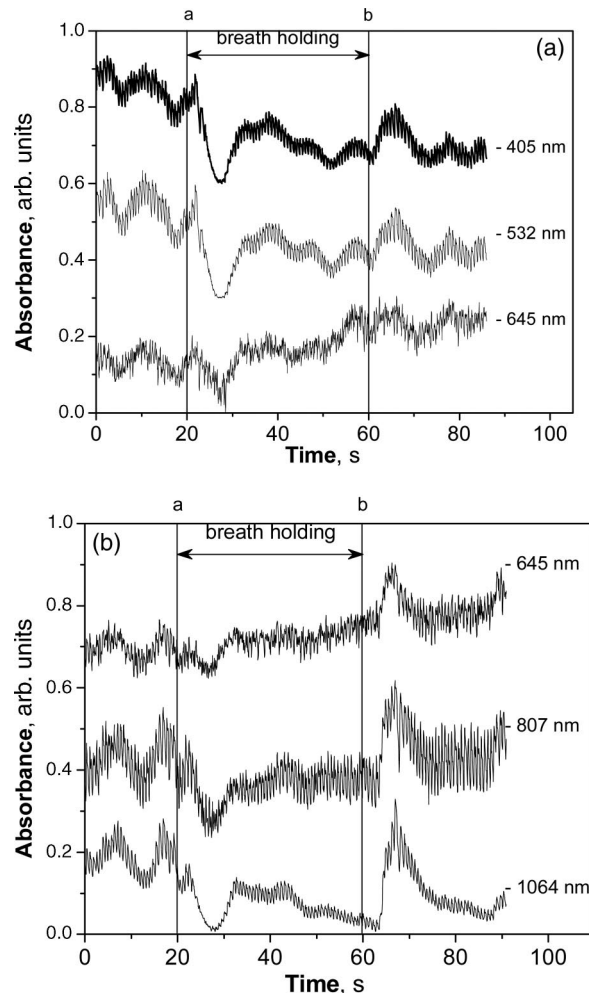 a b
breath holding
(a)
1.0
0.8
0.6
0.4
0.2
0.0
- 405 nm
- 532 nm
- 645 nm
Absorbance, arb. units
0 20 40 60 80 100
Time, s
a b
breath holding
(b)
1.0
0.8
0.6
0.4
0.2
0.0
- 645 nm
- 807 nm
- 1064 nm
Absorbance, arb. units
0 20 40 60 80 100
Time, s